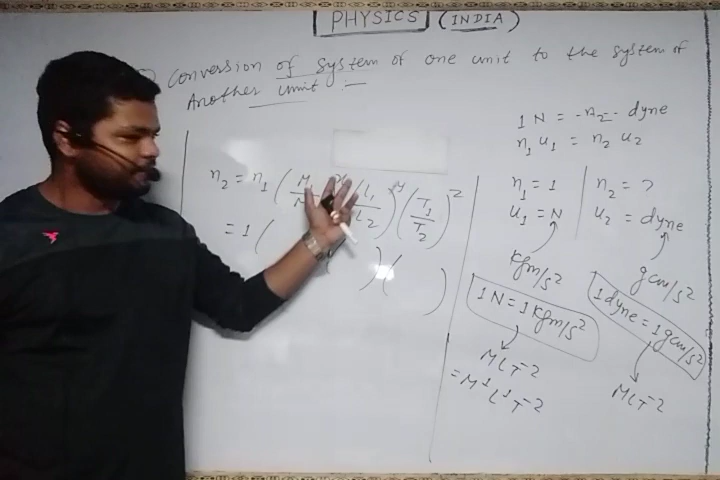 PHYSICS (INDIA)
Conversion of system of one unit to the system of
Another unit :-
1 N = -n2-- dyne
n1 u1 = n2 u2
n2 = n1 (M1 (L1/L2)^y (T1/T2)^z
= 1 ( ) ( )
n1 = 1
u1 = N
kgm/s²
1 N = 1 kgm/s²
MLT-2
= M¹L¹T-2
n2 = ?
u2 = dyne
gcm/s²
1 dyne = 1 gcm/s²
MLT-2